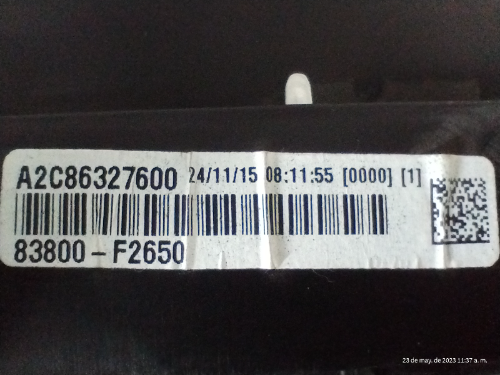 A2C86327600 24/11/15 08:11:55 [0000] [1]
83800-F2650
23 de may. de 2023 11:37 a. m.